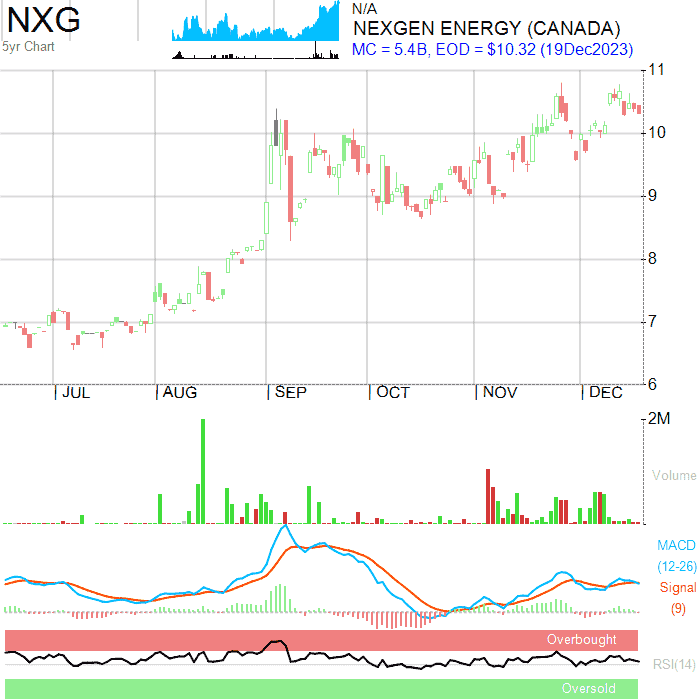 NXG
5yr Chart
N/A
NEXGEN ENERGY (CANADA)
MC = 5.4B, EOD = $10.32 (19Dec2023)
11
10
9
8
7
6
JUL AUG SEP OCT NOV DEC
2M
Volume
MACD
(12-26)
Signal
(9)
Overbought
RSI(14)
Oversold